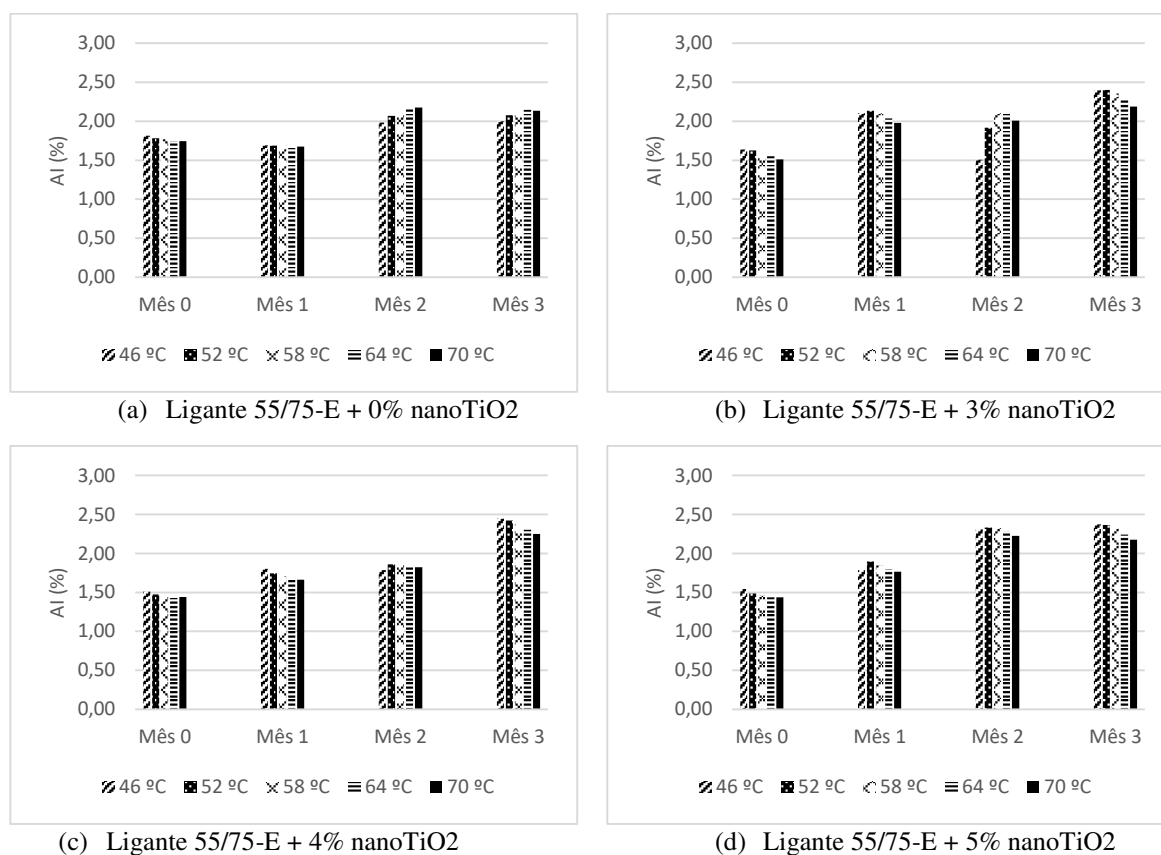 3,00
2,50
2,00
1,50
1,00
0,50
0,00
AI (%)
Mês 0 Mês 1 Mês 2 Mês 3
46 ºC 52 ºC 58 ºC 64 ºC 70 ºC
(a) Ligante 55/75-E + 0% nanoTiO2
3,00
2,50
2,00
1,50
1,00
0,50
0,00
AI (%)
Mês 0 Mês 1 Mês 2 Mês 3
46 ºC 52 ºC 58 ºC 64 ºC 70 ºC
(b) Ligante 55/75-E + 3% nanoTiO2
3,00
2,50
2,00
1,50
1,00
0,50
0,00
AI (%)
Mês 0 Mês 1 Mês 2 Mês 3
46 ºC 52 ºC 58 ºC 64 ºC 70 ºC
(c) Ligante 55/75-E + 4% nanoTiO2
3,00
2,50
2,00
1,50
1,00
0,50
0,00
AI (%)
Mês 0 Mês 1 Mês 2 Mês 3
46 ºC 52 ºC 58 ºC 64 ºC 70 ºC
(d) Ligante 55/75-E + 5% nanoTiO2